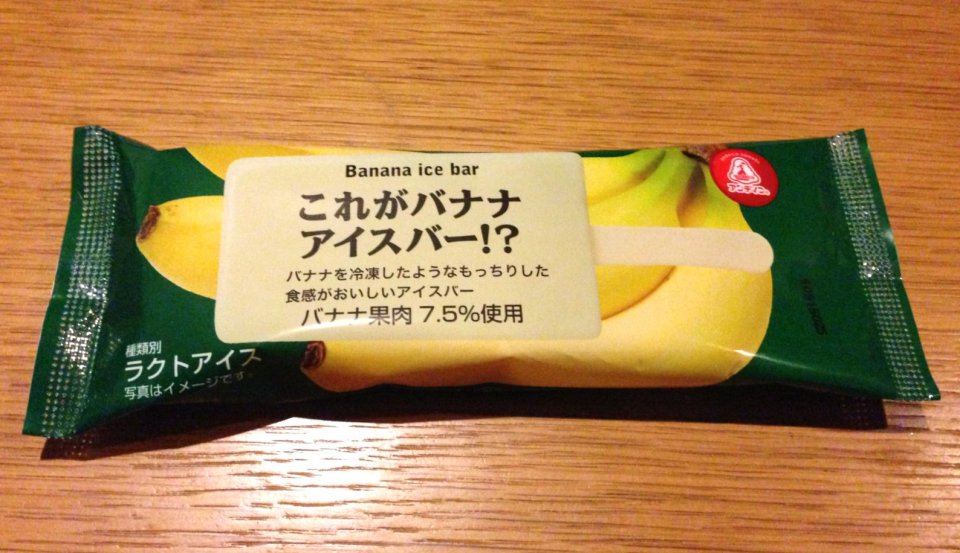 Banana ice bar
これがバナナ
アイスバー!?
バナナを冷凍したようなもっちりした
食感がおいしいアイスバー
バナナ果肉 7.5%使用
種類別
ラクトアイス
写真はイメージです。